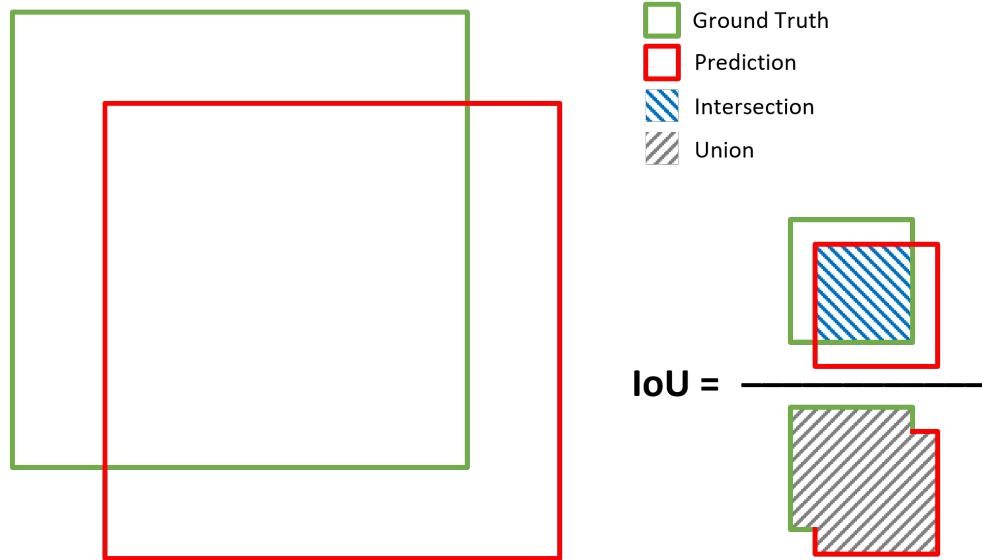 Ground Truth
Prediction
Intersection
Union
IoU =